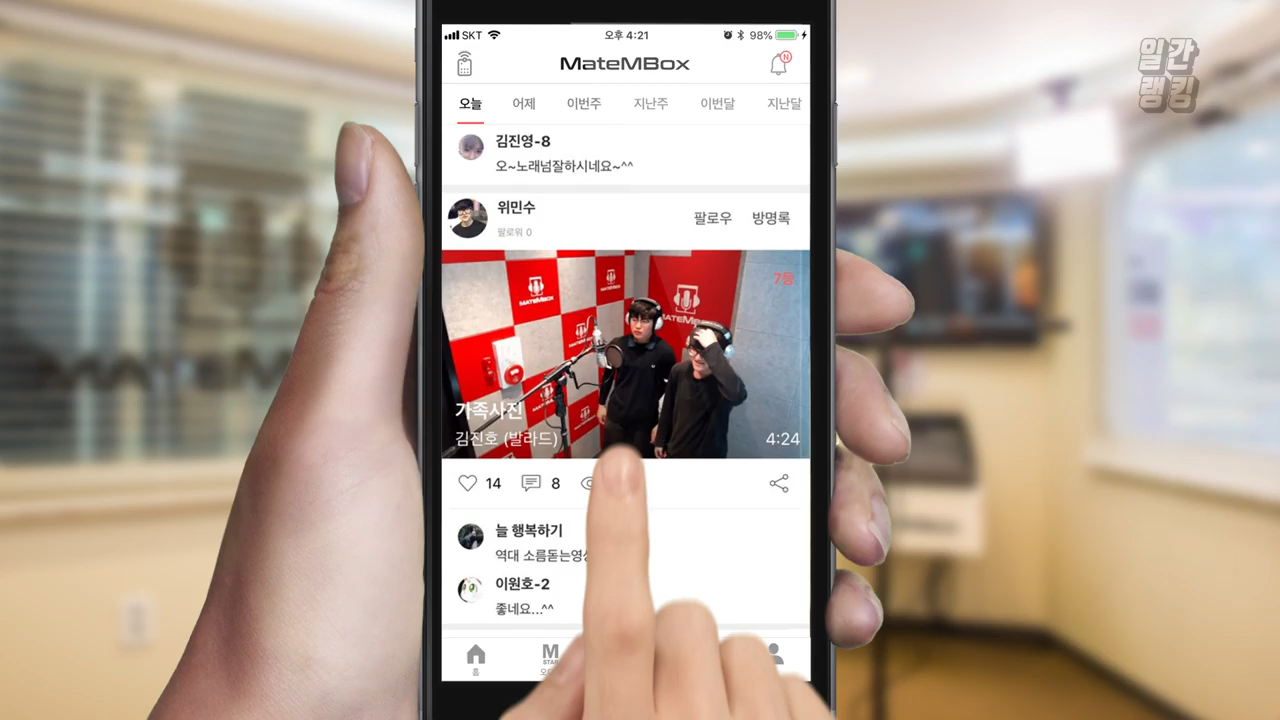 SKT 오후 4:21 98%
MateMBox N
일간
랭킹
오늘 어제 이번주 지난주 이번달 지난달
김진영-8
오~노래넘잘하시네요~^^
위민수
팔로워 0
팔로우 방명록
7등
MATEMBOX
MATEMBOX
가족사진
김진호 (발라드)
4:24
14 8
늘 행복하기
역대 소름돋는영상
이원호-2
좋네요...^^
M
STAR
홈